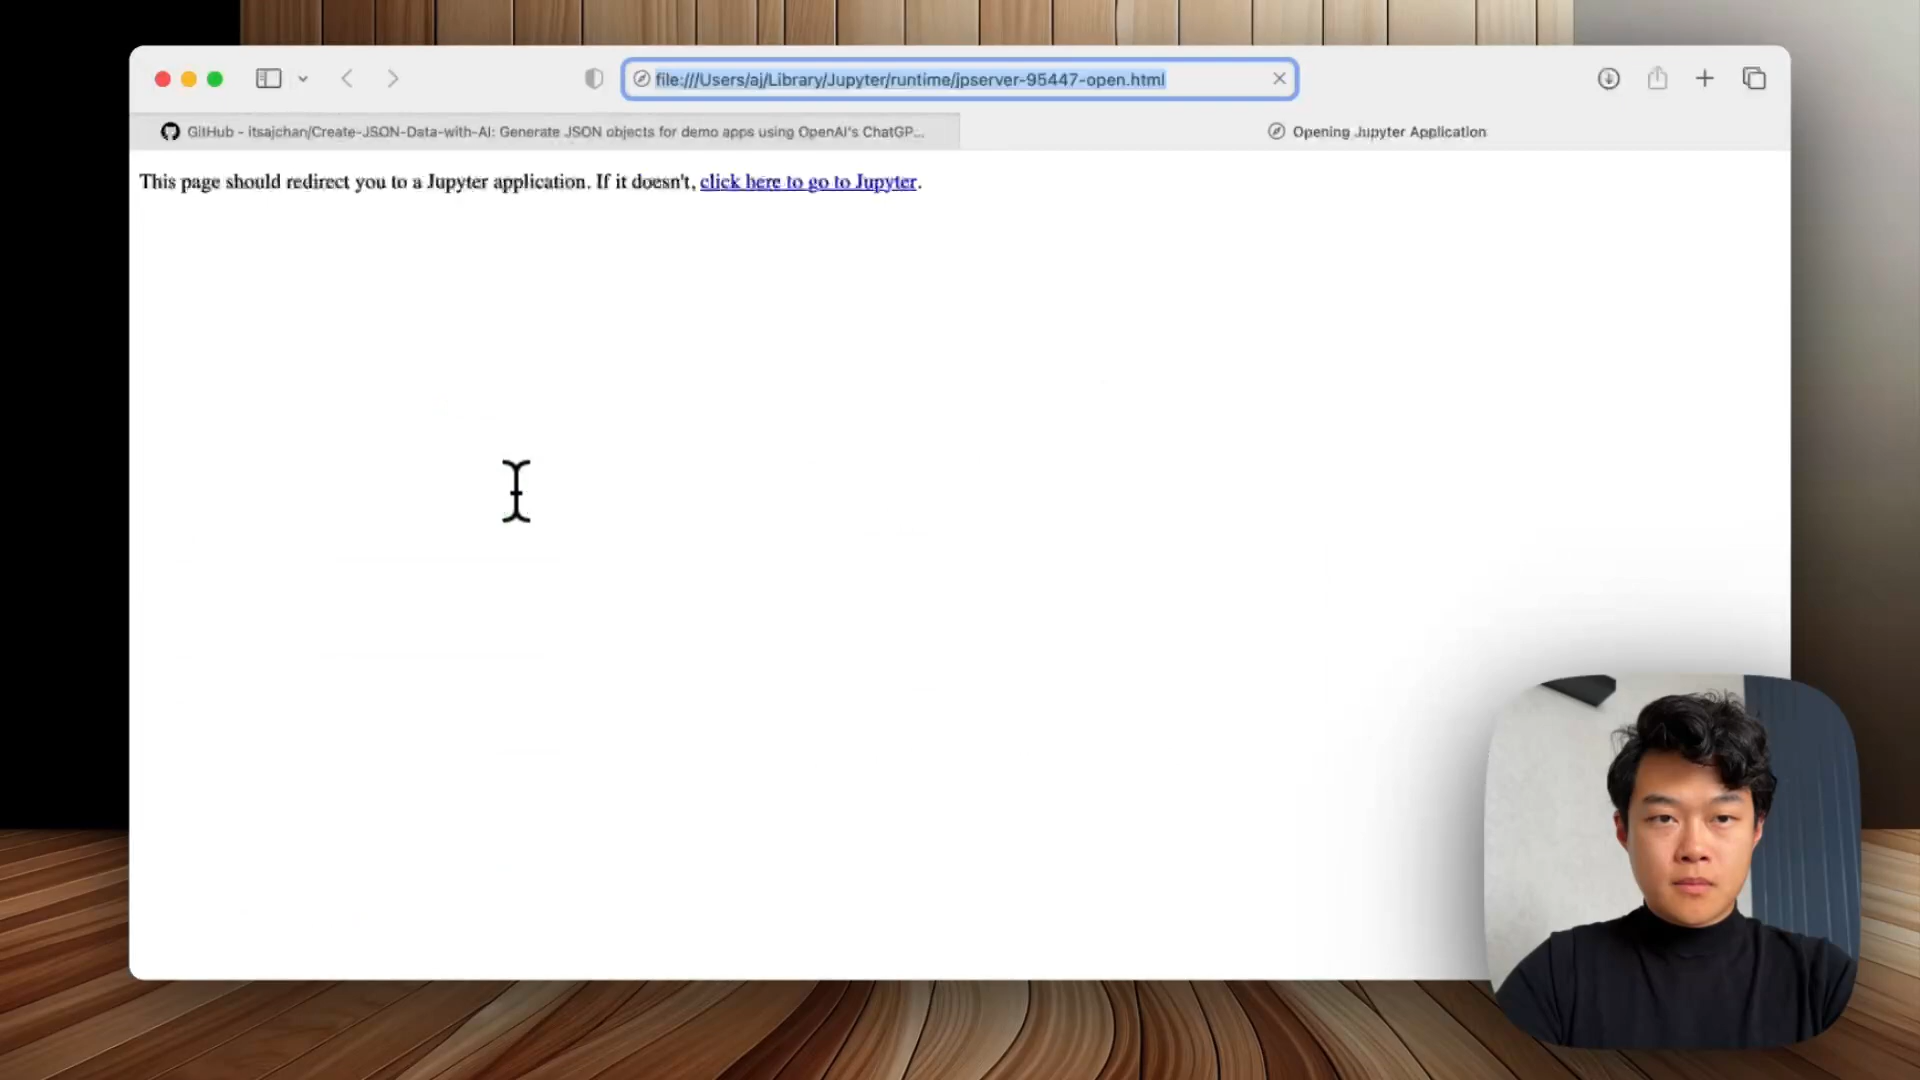 file:///Users/aj/Library/Jupyter/runtime/jpserver-95447-open.html
GitHub - itsajchan/Create-JSON-Data-with-AI: Generate JSON objects for demo apps using OpenAI's ChatGP...
Opening Jupyter Application
This page should redirect you to a Jupyter application. If it doesn't, click here to go to Jupyter.